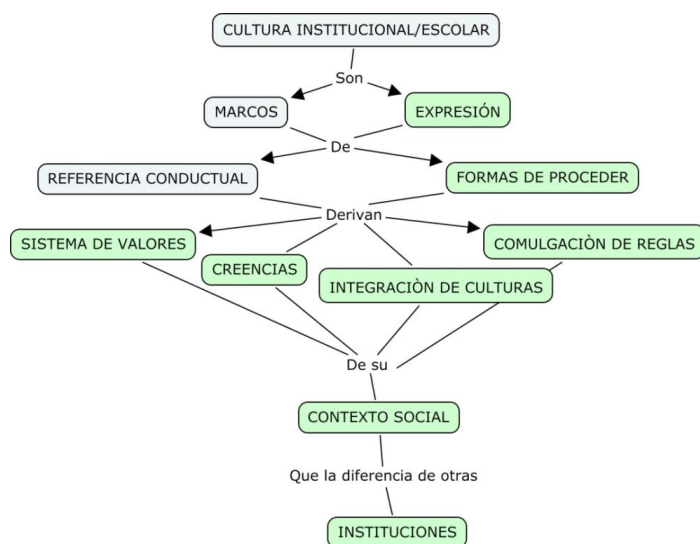 CULTURA INSTITUCIONAL/ESCOLAR
Son
MARCOS
EXPRESIÓN
De
REFERENCIA CONDUCTUAL
FORMAS DE PROCEDER
Derivan
SISTEMA DE VALORES
COMULGACIÒN DE REGLAS
CREENCIAS
INTEGRACIÒN DE CULTURAS
De su
CONTEXTO SOCIAL
Que la diferencia de otras
INSTITUCIONES